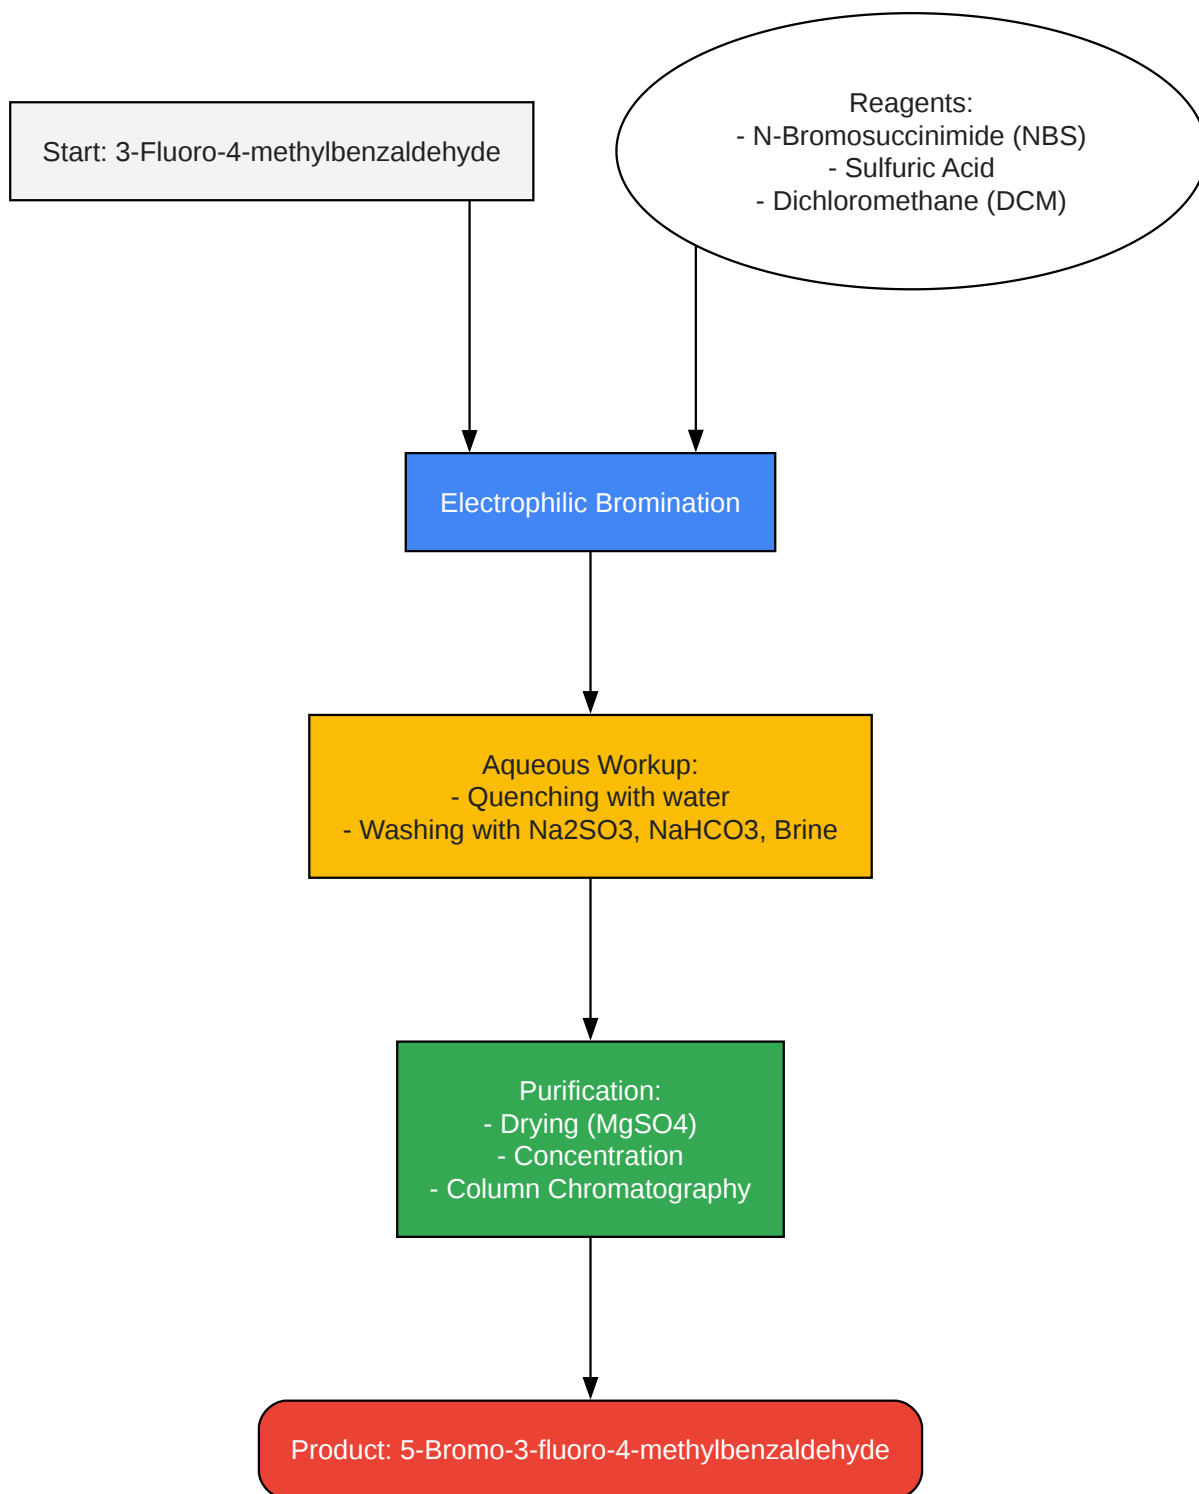 Start: 3-Fluoro-4-methylbenzaldehyde
Reagents:
- N-Bromosuccinimide (NBS)
- Sulfuric Acid
- Dichloromethane (DCM)
Electrophilic Bromination
Aqueous Workup:
- Quenching with water
- Washing with Na2SO3, NaHCO3, Brine
Purification:
- Drying (MgSO4)
- Concentration
- Column Chromatography
Product: 5-Bromo-3-fluoro-4-methylbenzaldehyde